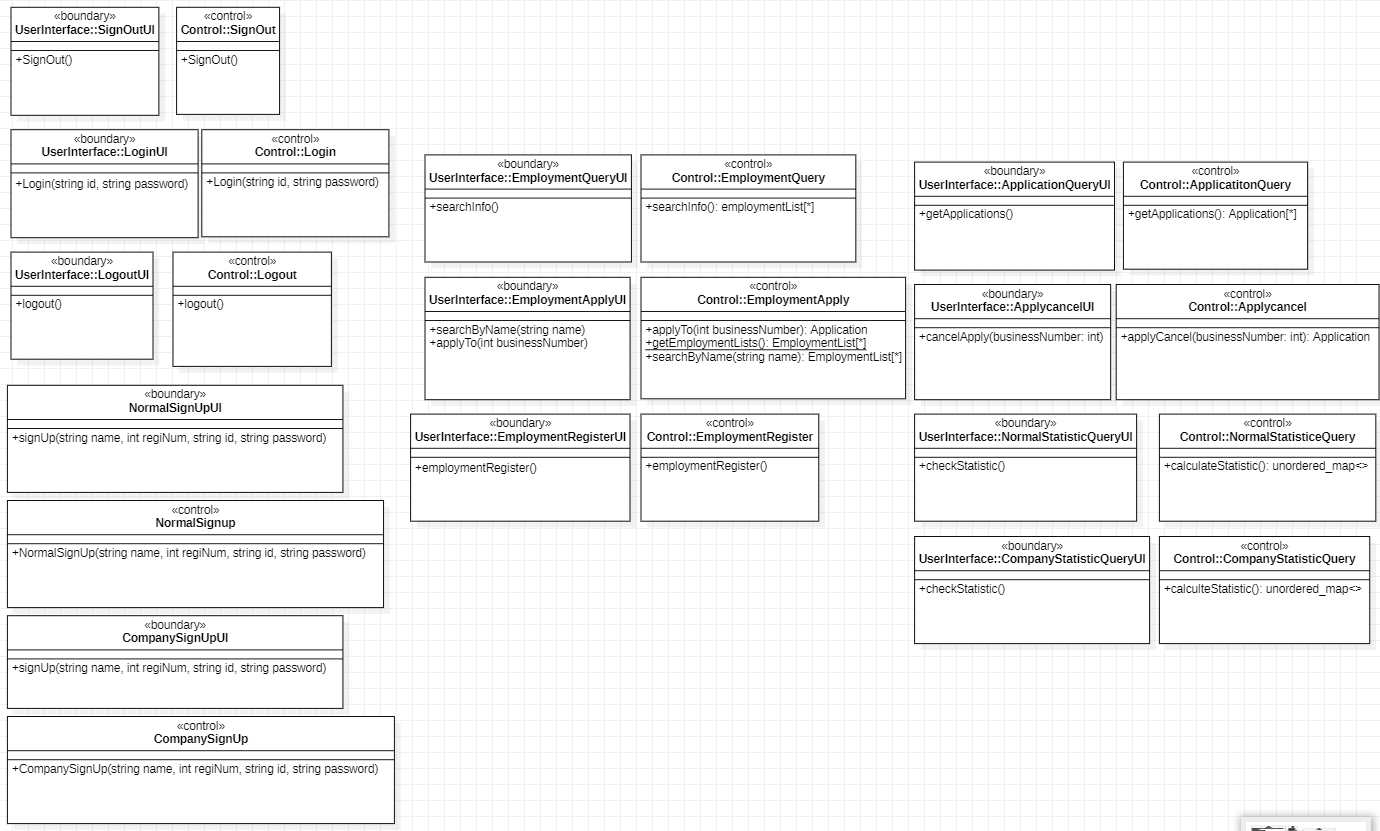 «boundary»
UserInterface::SignOutUI
+SignOut()
«control»
Control::SignOut
+SignOut()
«boundary»
UserInterface::LoginUI
+Login(string id, string password)
«control»
Control::Login
+Login(string id, string password)
«boundary»
UserInterface::LogoutUI
+logout()
«control»
Control::Logout
+logout()
«boundary»
NormalSignUpUI
+signUp(string name, int regiNum, string id, string password)
«control»
NormalSignup
+NormalSignUp(string name, int regiNum, string id, string password)
«boundary»
CompanySignUpUI
+signUp(string name, int regiNum, string id, string password)
«control»
CompanySignUp
+CompanySignUp(string name, int regiNum, string id, string password)
«boundary»
UserInterface::EmploymentQueryUI
+searchInfo()
«control»
Control::EmploymentQuery
+searchInfo(): employmentList[*]
«boundary»
UserInterface::EmploymentApplyUI
+searchByName(string name)
+applyTo(int businessNumber)
«control»
Control::EmploymentApply
+applyTo(int businessNumber): Application
+getEmploymentLists(): EmploymentList[*]
+searchByName(string name): EmploymentList[*]
«boundary»
UserInterface::EmploymentRegisterUI
+employmentRegister()
«control»
Control::EmploymentRegister
+employmentRegister()
«boundary»
UserInterface::ApplicationQueryUI
+getApplications()
«control»
Control::ApplicatitonQuery
+getApplications(): Application[*]
«boundary»
UserInterface::ApplycancelUI
+cancelApply(businessNumber: int)
«control»
Control::Applycancel
+applyCancel(businessNumber: int): Application
«boundary»
UserInterface::NormalStatisticQueryUI
+checkStatistic()
«control»
Control::NormalStatisticeQuery
+calculateStatistic(): unordered_map<>
«boundary»
UserInterface::CompanyStatisticQueryUI
+checkStatistic()
«control»
Control::CompanyStatisticQuery
+calculteStatistic(): unordered_map<>